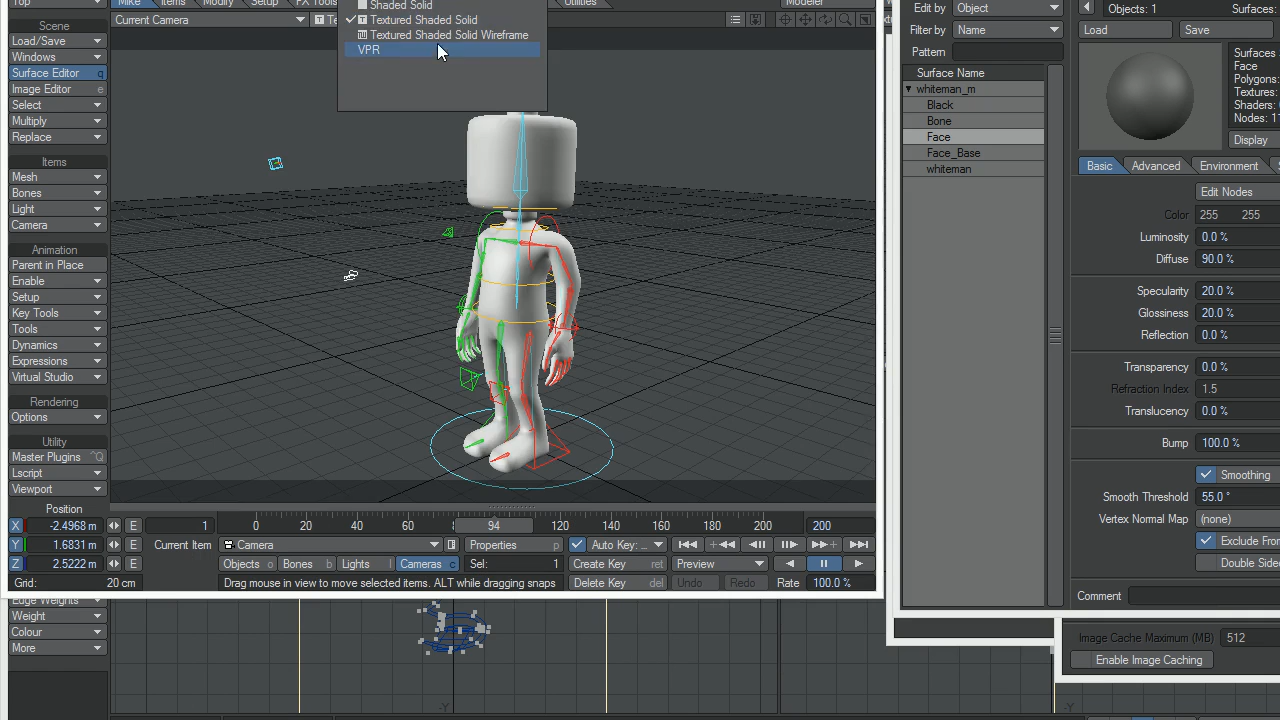 Top
Mike
Items
Modify
Setup
FX Tools
Utilities
Modeler
Current Camera
Te
Shaded Solid
Textured Shaded Solid
Textured Shaded Solid Wireframe
VPR
Scene
Load/Save
Windows
Surface Editor q
Image Editor e
Select
Multiply
Replace
Items
Mesh
Bones
Light
Camera
Animation
Parent in Place
Enable
Setup
Key Tools
Tools
Dynamics
Expressions
Virtual Studio
Rendering
Options
Utility
Master Plugins ^Q
Lscript
Viewport
Position
X -2.4968 m E
Y 1.6831 m E
Z 2.5222 m E
Grid: 20 cm
1
0 20 40 60 8 94 120 140 160 180 200
200
Current Item
Camera
Properties p
Auto Key: ...
Objects o
Bones b
Lights l
Cameras c
Sel: 1
Create Key ret
Preview
Drag mouse in view to move selected items. ALT while dragging snaps
Delete Key del
Undo
Redo
Rate 100.0 %
Edge Weights
Weight
Colour
More
-Y
Edit by Object
Filter by Name
Pattern
Surface Name
whiteman_m
Black
Bone
Face
Face_Base
whiteman
Objects: 1 Surfaces:
Load
Save
Surfaces
Face
Polygons:
Textures:
Shaders:
Nodes: 11
Display
Basic
Advanced
Environment
S
Edit Nodes
Color 255 255
Luminosity 0.0 %
Diffuse 90.0 %
Specularity 20.0 %
Glossiness 20.0 %
Reflection 0.0 %
Transparency 0.0 %
Refraction Index 1.5
Translucency 0.0 %
Bump 100.0 %
Smoothing
Smooth Threshold 55.0 °
Vertex Normal Map (none)
Exclude From
Double Side
Comment
Image Cache Maximum (MB) 512
Enable Image Caching
-Y